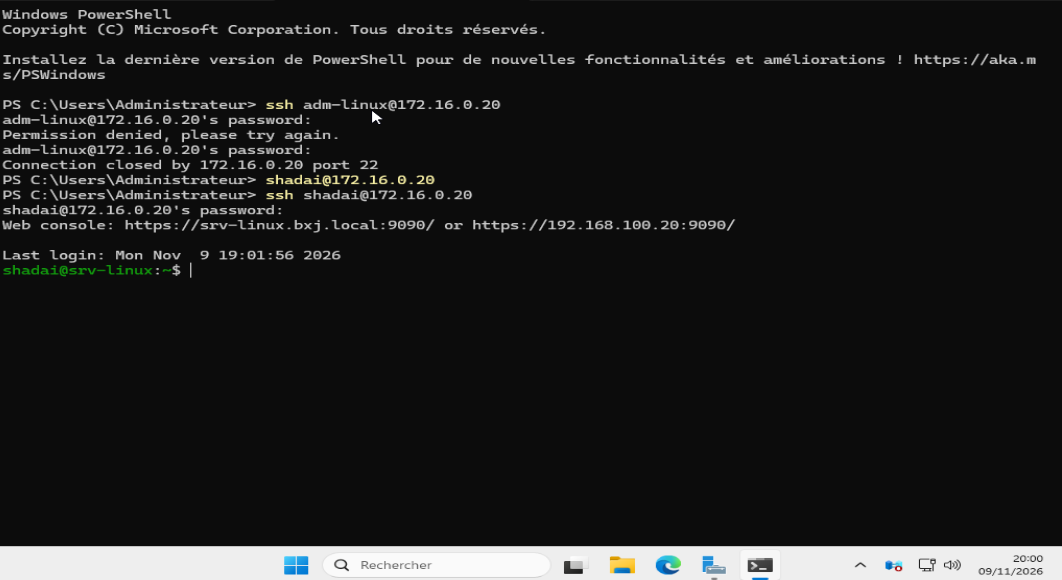 Windows PowerShell
Copyright (C) Microsoft Corporation. Tous droits réservés.
Installez la dernière version de PowerShell pour de nouvelles fonctionnalités et améliorations ! https://aka.m
s/PSWindows
PS C:\Users\Administrateur> ssh adm-linux@172.16.0.20
adm-linux@172.16.0.20's password:
Permission denied, please try again.
adm-linux@172.16.0.20's password:
Connection closed by 172.16.0.20 port 22
PS C:\Users\Administrateur> shadai@172.16.0.20
PS C:\Users\Administrateur> ssh shadai@172.16.0.20
shadai@172.16.0.20's password:
Web console: https://srv-linux.bxj.local:9090/ or https://192.168.100.20:9090/
Last login: Mon Nov  9 19:01:56 2026
shadai@srv-linux:~$
Rechercher
20:00
09/11/2026